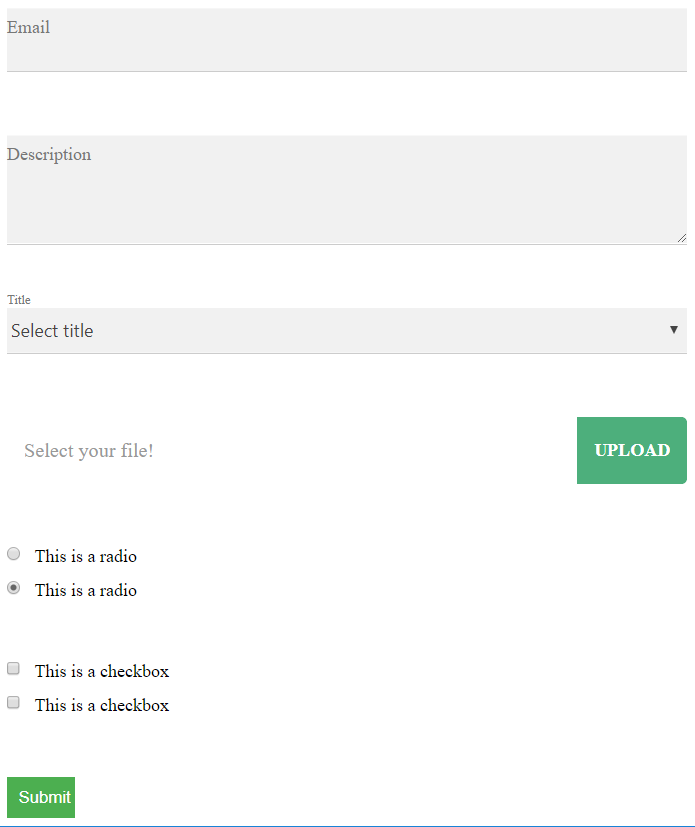 Email
Description
Title
Select title
Select your file!
UPLOAD
This is a radio
This is a radio
This is a checkbox
This is a checkbox
Submit